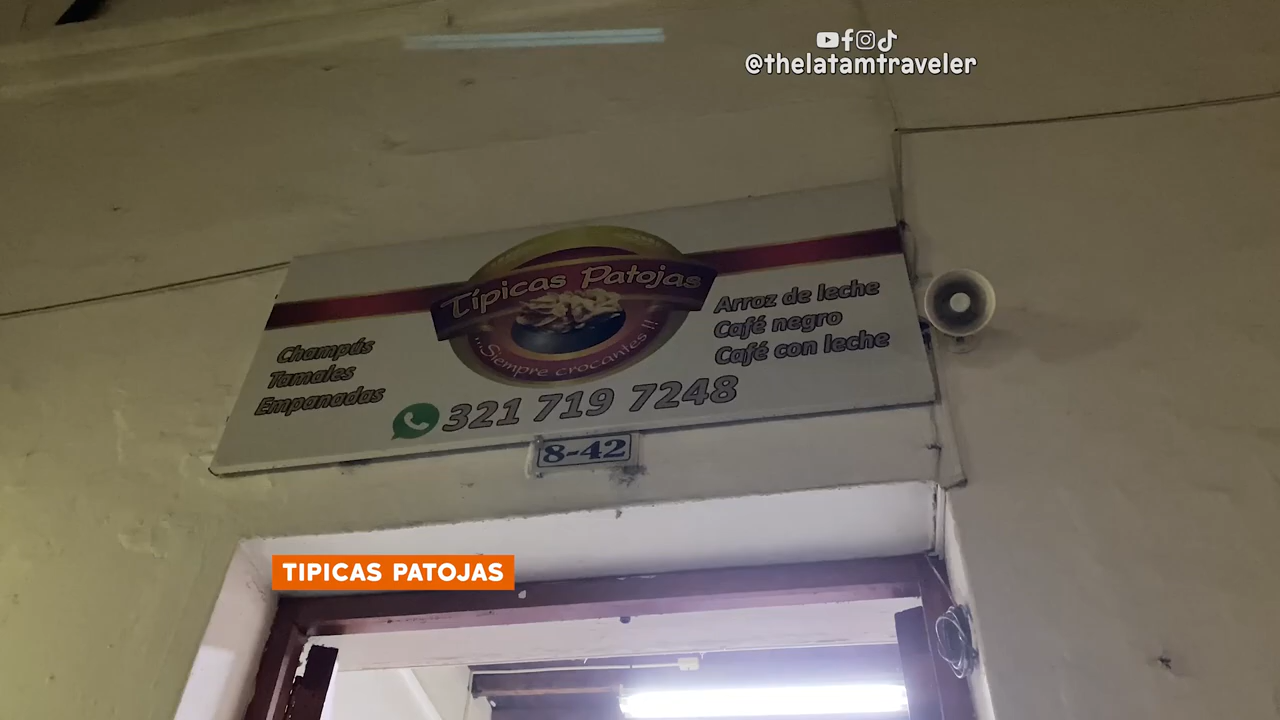 @thelatamtraveler
Típicas Patojas
...Siempre crocantes!!
Champús
Tamales
Empanadas
Arroz de leche
Café negro
Café con leche
321 719 7248
8-42
TIPICAS PATOJAS